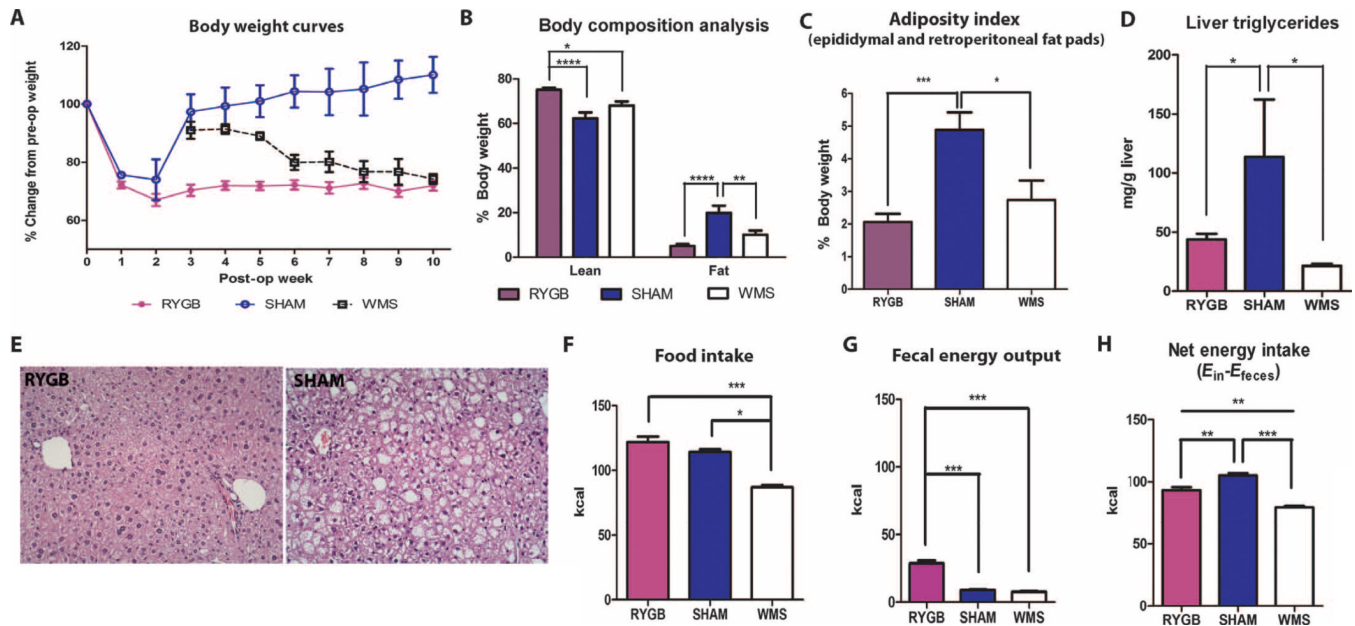 A
Body weight curves
% Change from pre-op weight
120
100
80
60
0 1 2 3 4 5 6 7 8 9 10
Post-op week
RYGB SHAM WMS
B
Body composition analysis
% Body weight
80
60
40
20
0
* **** **** **
Lean Fat
RYGB SHAM WMS
C
Adiposity index
(epididymal and retroperitoneal fat pads)
% Body weight
6
5
4
3
2
1
0
*** *
RYGB SHAM WMS
D
Liver triglycerides
mg/g liver
200
150
100
50
0
* *
RYGB SHAM WMS
E
RYGB SHAM
F
Food intake
kcal
150
100
50
0
***
*
RYGB SHAM WMS
G
Fecal energy output
kcal
150
100
50
0
***
***
RYGB SHAM WMS
H
Net energy intake
(Ein-Efeces)
kcal
150
100
50
0
**
** ***
RYGB SHAM WMS